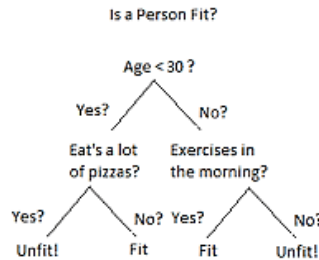 Is a Person Fit?
Age < 30 ?
Yes?
No?
Eat's a lot
of pizzas?
Exercises in
the morning?
Yes?
No?
Yes?
No?
Unfit!
Fit
Fit
Unfit!